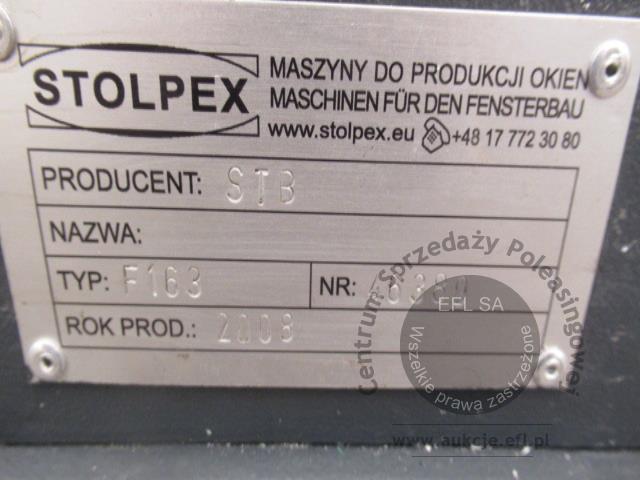 STOLPEX
MASZYNY DO PRODUKCJI OKIEN
MASCHINEN FÜR DEN FENSTERBAU
www.stolpex.eu +48 17 772 30 80
PRODUCENT: STB
NAZWA:
TYP: F163
NR:
ROK PROD.: 2008
Centrum Sprzedaży Poleasingowej
EFL SA
Wszelkie prawa zastrzeżone
www.aukcje.efl.pl